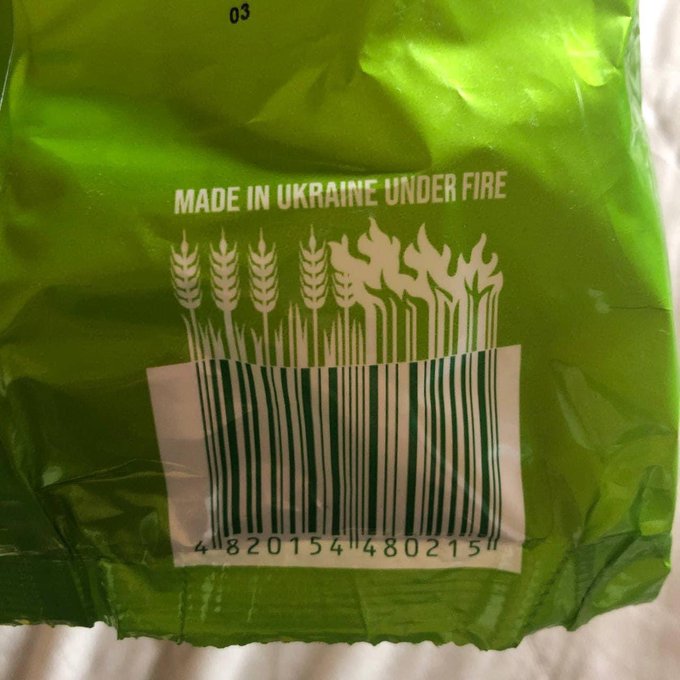 03
MADE IN UKRAINE UNDER FIRE
4 820154 480215